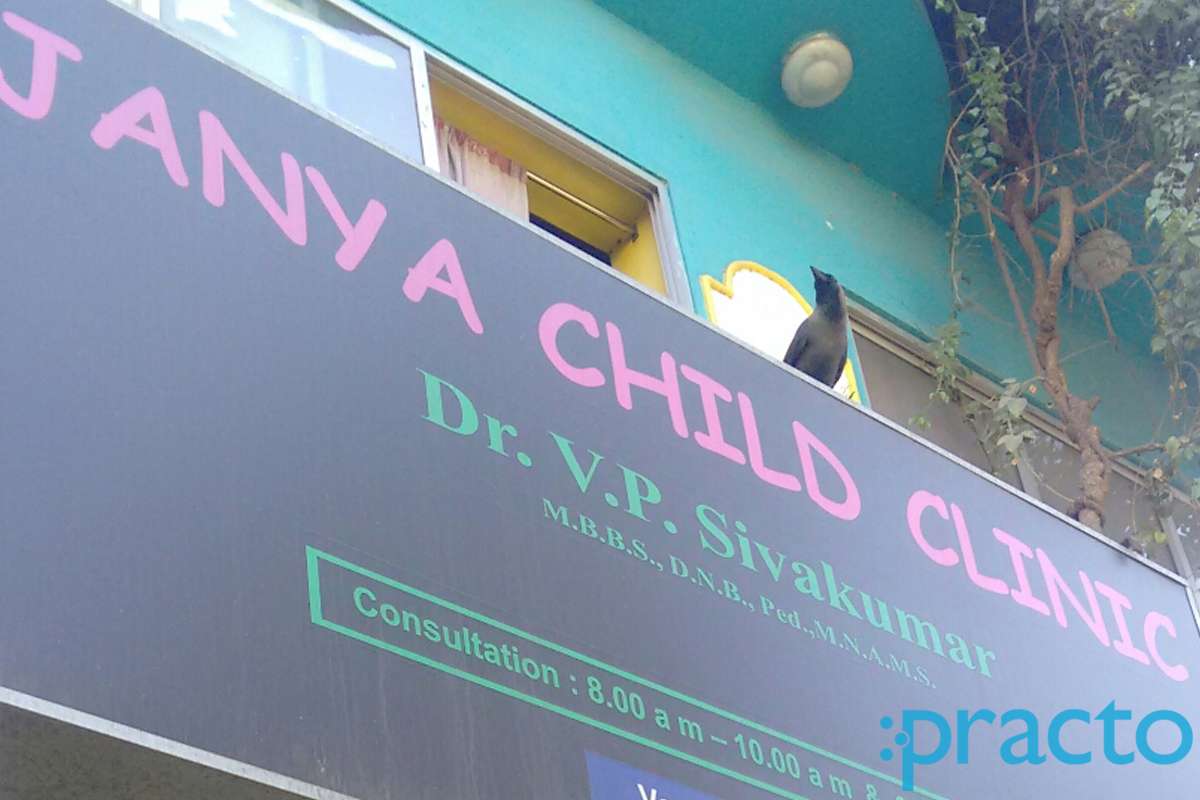 JANYA CHILD CLINIC
Dr. V.P. Sivakumar
M.B.B.S., D.N.B., Ped.,M.N.A.M.S.
Consultation : 8.00 a m – 10.00 a m &
:practo